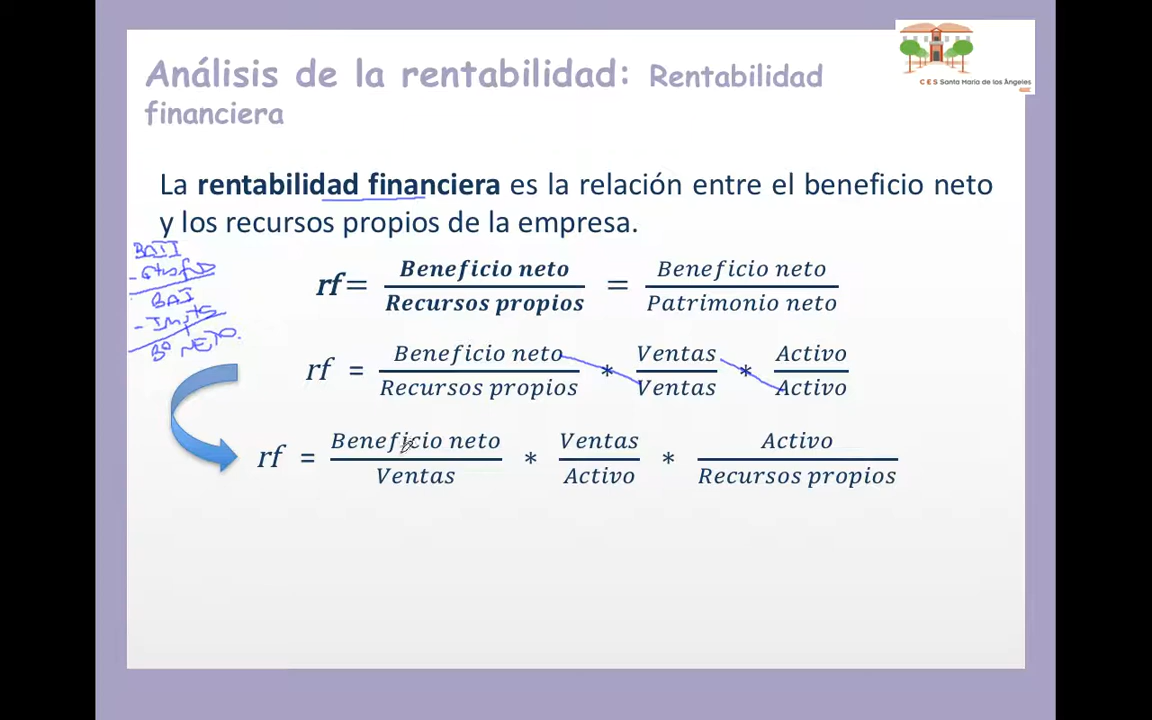 Análisis de la rentabilidad: Rentabilidad
financiera
CES Santa María de los Ángeles
La rentabilidad financiera es la relación entre el beneficio neto
y los recursos propios de la empresa.
BAII
BAI
Bº NETO
rf = Beneficio neto / Recursos propios = Beneficio neto / Patrimonio neto
rf = Beneficio neto / Recursos propios * Ventas / Ventas * Activo / Activo
rf = Beneficio neto / Ventas * Ventas / Activo * Activo / Recursos propios